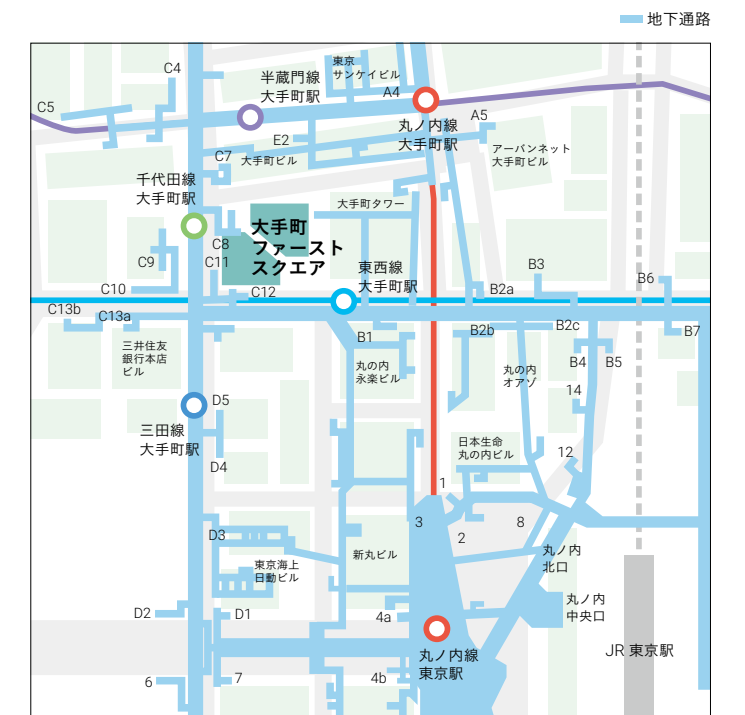 地下通路
C4
東京
サンケイビル
半蔵門線
大手町駅
A4
C5
丸ノ内線
大手町駅
A5
E2
C7
大手町ビル
アーバンネット
大手町ビル
千代田線
大手町駅
大手町タワー
大手町
ファースト
スクエア
C8
C9
C11
東西線
大手町駅
B3
B6
C10
C12
B2a
C13b
C13a
B1
B2b
B2c
B7
三井住友
銀行本店
ビル
丸の内
永楽ビル
丸の内
オアゾ
B4
B5
14
D5
三田線
大手町駅
日本生命
丸の内ビル
12
D4
1
3
2
8
D3
新丸ビル
丸ノ内
北口
東京海上
日動ビル
丸ノ内
中央口
D2
D1
4a
丸ノ内線
東京駅
JR 東京駅
6
7
4b